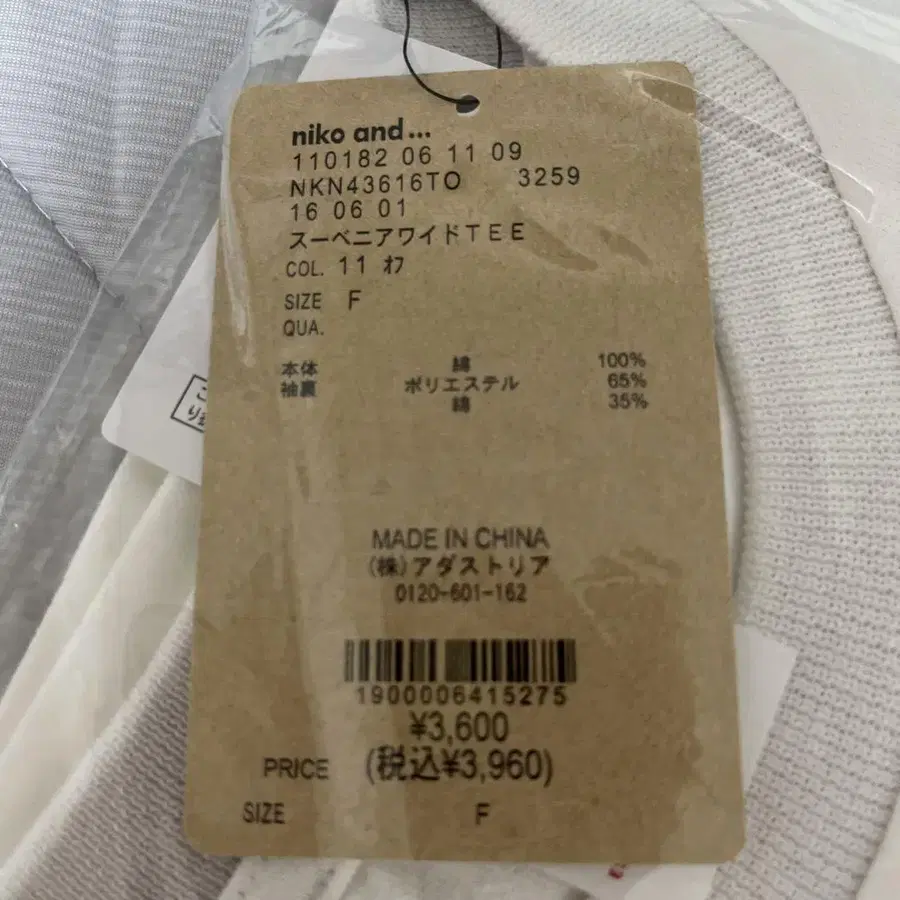 niko and...
110182 06 11 09
NKN43616TO 3259
16 06 01
スーベニアワイドTEE
COL. 11 オフ
SIZE F
QUA.
本体 綿 100%
袖裏 ポリエステル 65%
綿 35%
MADE IN CHINA
(株)アダストリア
0120-601-162
1900006415275
¥3,600
PRICE (税込¥3,960)
SIZE F